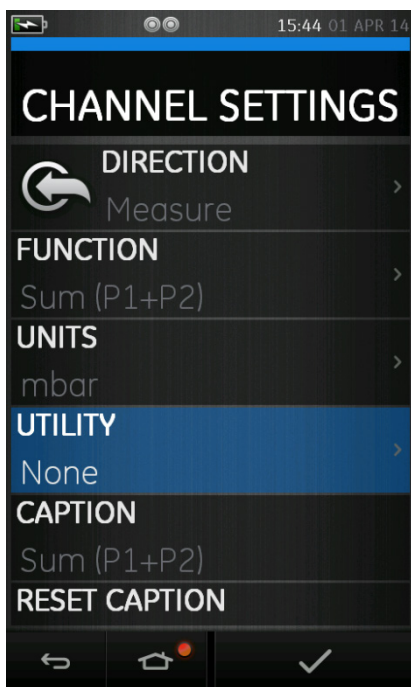 15:44 01 APR 14
CHANNEL SETTINGS
DIRECTION
Measure
FUNCTION
Sum (P1+P2)
UNITS
mbar
UTILITY
None
CAPTION
Sum (P1+P2)
RESET CAPTION